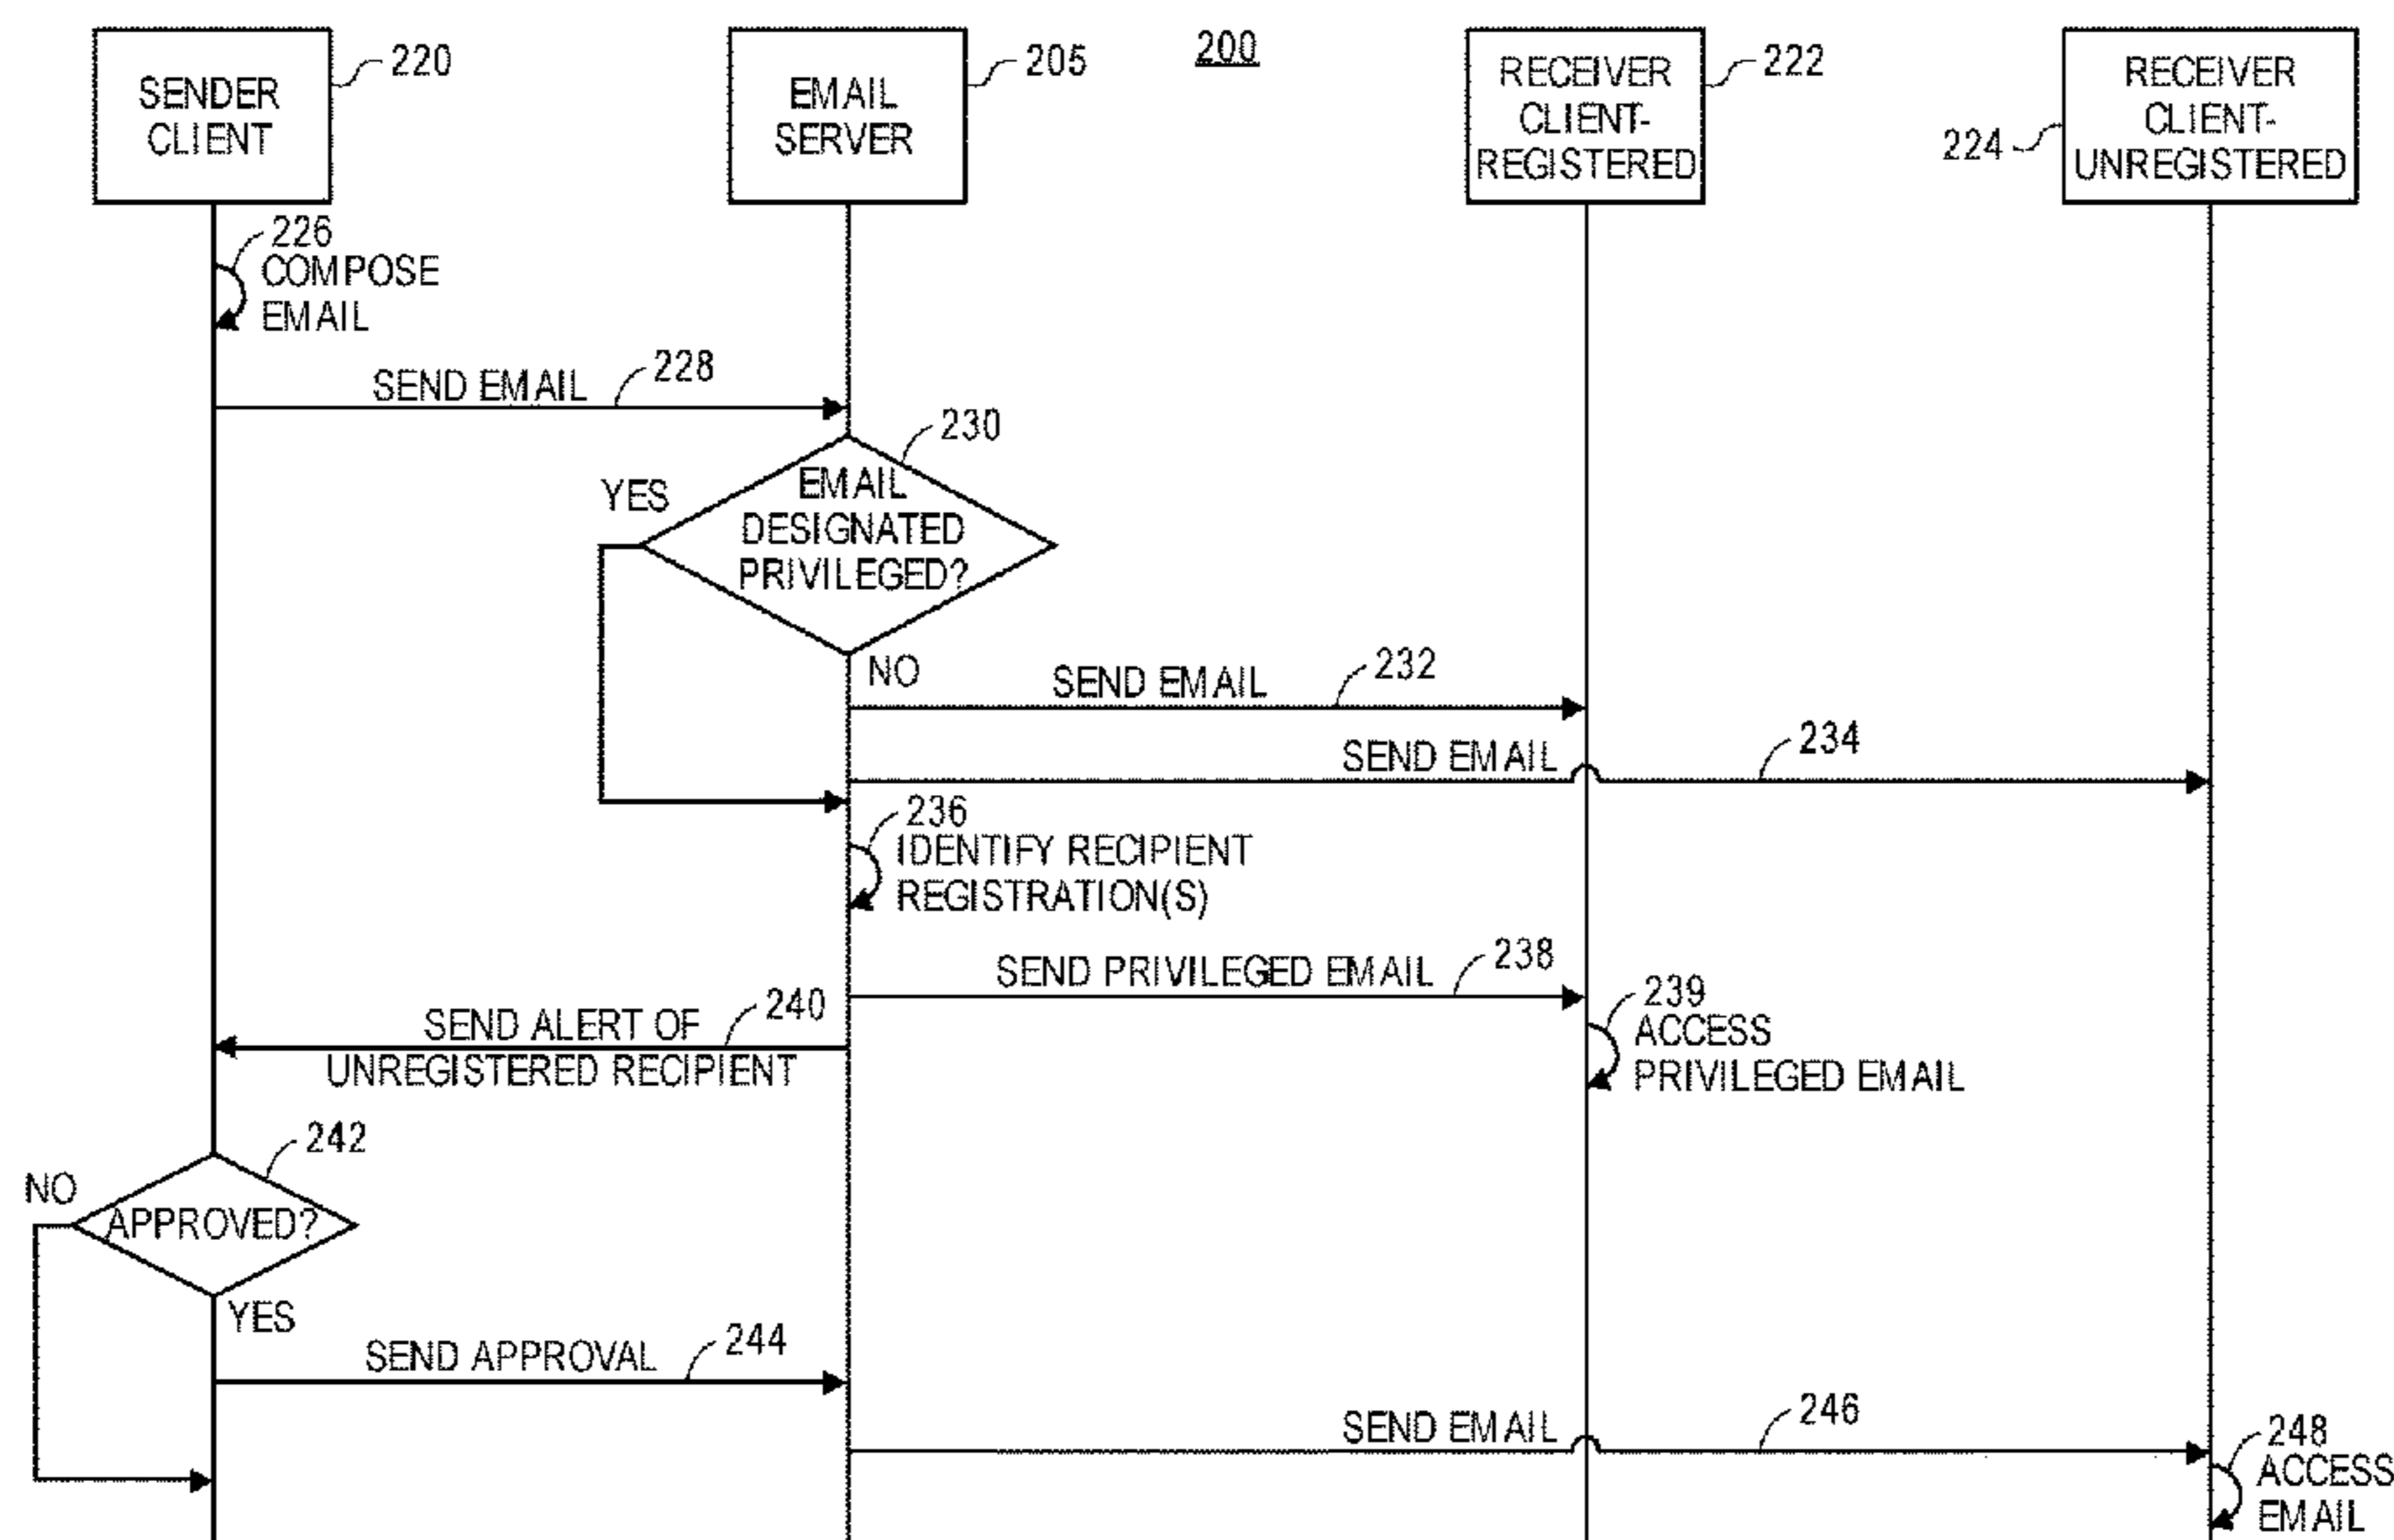 200
SENDER
CLIENT
220
EMAIL
SERVER
205
RECEIVER
CLIENT-
REGISTERED
222
RECEIVER
CLIENT-
UNREGISTERED
224
226
COMPOSE
EMAIL
SEND EMAIL
228
230
EMAIL
DESIGNATED
PRIVILEGED?
YES
NO
SEND EMAIL
232
SEND EMAIL
234
236
IDENTIFY RECIPIENT
REGISTRATION(S)
SEND PRIVILEGED EMAIL
238
239
ACCESS
PRIVILEGED EMAIL
SEND ALERT OF
UNREGISTERED RECIPIENT
240
242
NO
APPROVED?
YES
SEND APPROVAL
244
SEND EMAIL
246
248
ACCESS
EMAIL